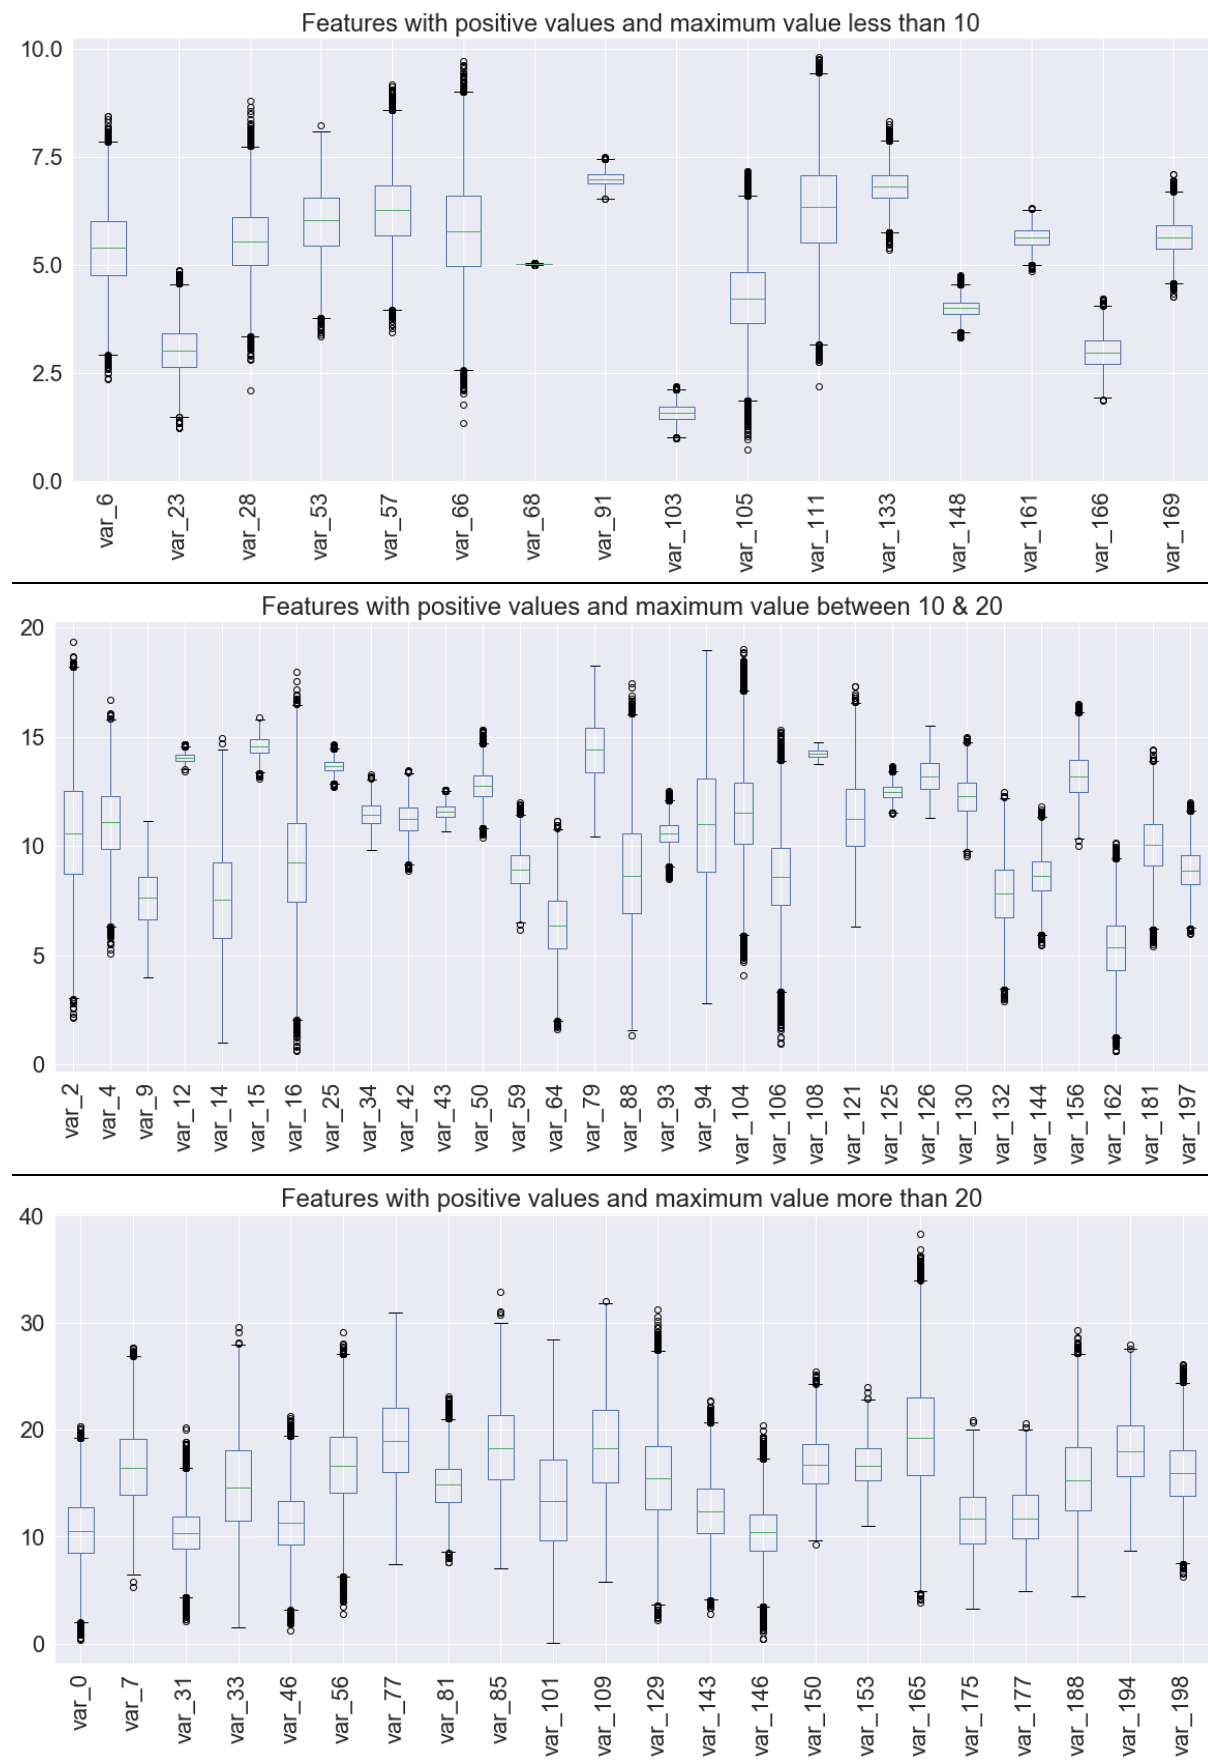 Features with positive values and maximum value less than 10
10.0
7.5
5.0
2.5
0.0
var_6 var_23 var_28 var_53 var_57 var_66 var_68 var_91 var_103 var_105 var_111 var_133 var_148 var_161 var_166 var_169
Features with positive values and maximum value between 10 & 20
20
15
10
5
0
var_2 var_4 var_9 var_12 var_14 var_15 var_16 var_25 var_34 var_42 var_43 var_50 var_59 var_64 var_79 var_88 var_93 var_94 var_104 var_106 var_108 var_121 var_125 var_126 var_130 var_132 var_144 var_156 var_162 var_181 var_197
Features with positive values and maximum value more than 20
40
30
20
10
0
var_0 var_7 var_31 var_33 var_46 var_56 var_77 var_81 var_85 var_101 var_109 var_129 var_143 var_146 var_150 var_153 var_165 var_175 var_177 var_188 var_194 var_198